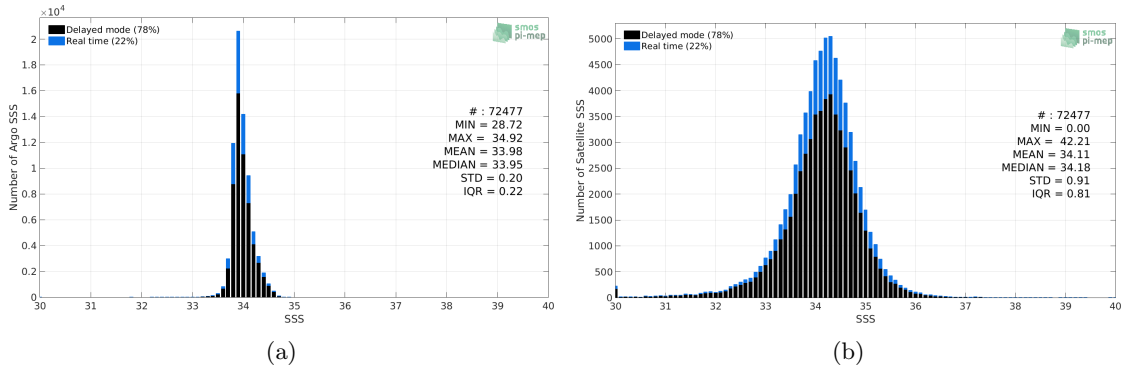 ×10⁴
Delayed mode (78%)
Real time (22%)
smos
pi-mep
2
1.8
1.6
1.4
1.2
1
0.8
0.6
0.4
0.2
0
Number of Argo SSS
# : 72477
MIN = 28.72
MAX = 34.92
MEAN = 33.98
MEDIAN = 33.95
STD = 0.20
IQR = 0.22
30 31 32 33 34 35 36 37 38 39 40
SSS
(a)
Delayed mode (78%)
Real time (22%)
smos
pi-mep
5000
4500
4000
3500
3000
2500
2000
1500
1000
500
0
Number of Satellite SSS
# : 72477
MIN = 0.00
MAX = 42.21
MEAN = 34.11
MEDIAN = 34.18
STD = 0.91
IQR = 0.81
30 31 32 33 34 35 36 37 38 39 40
SSS
(b)